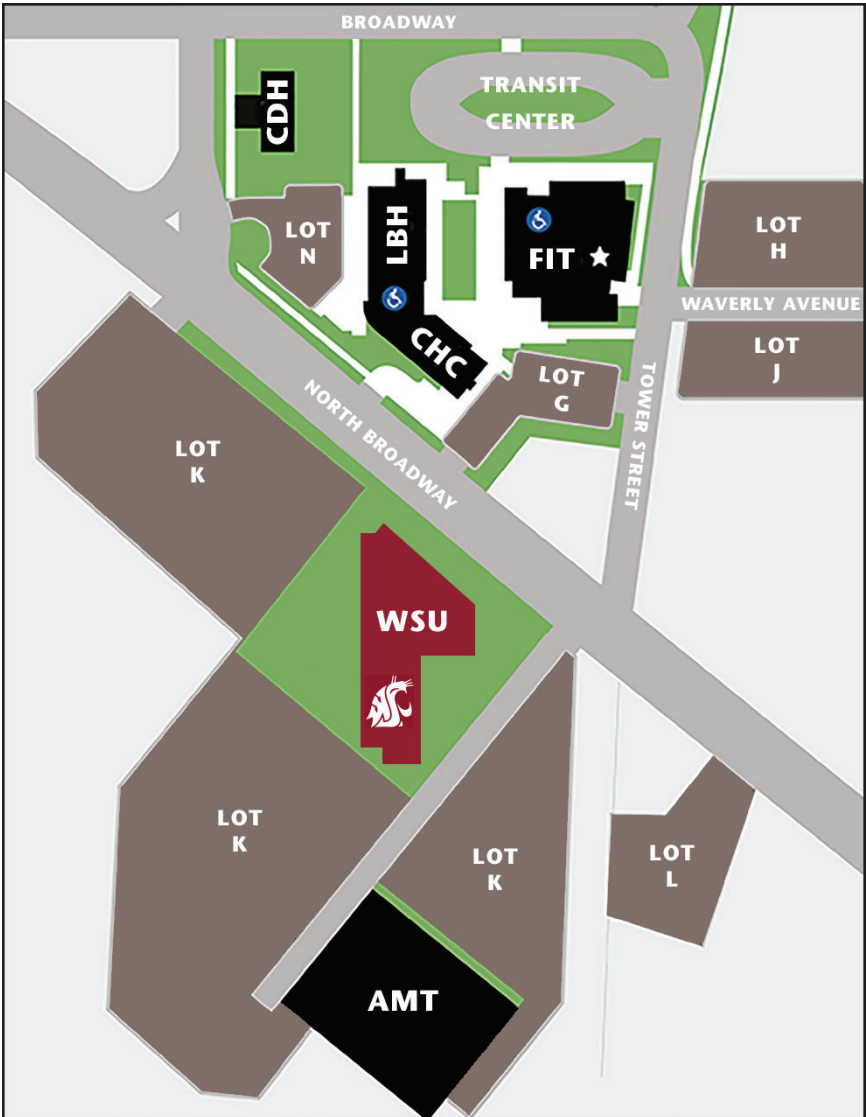 BROADWAY
TRANSIT
CENTER
CDH
LOT
N
LBH
FIT
LOT
H
WAVERLY AVENUE
LOT
J
CHC
LOT
G
TOWER STREET
NORTH BROADWAY
LOT
K
WSU
LOT
K
LOT
K
LOT
L
AMT